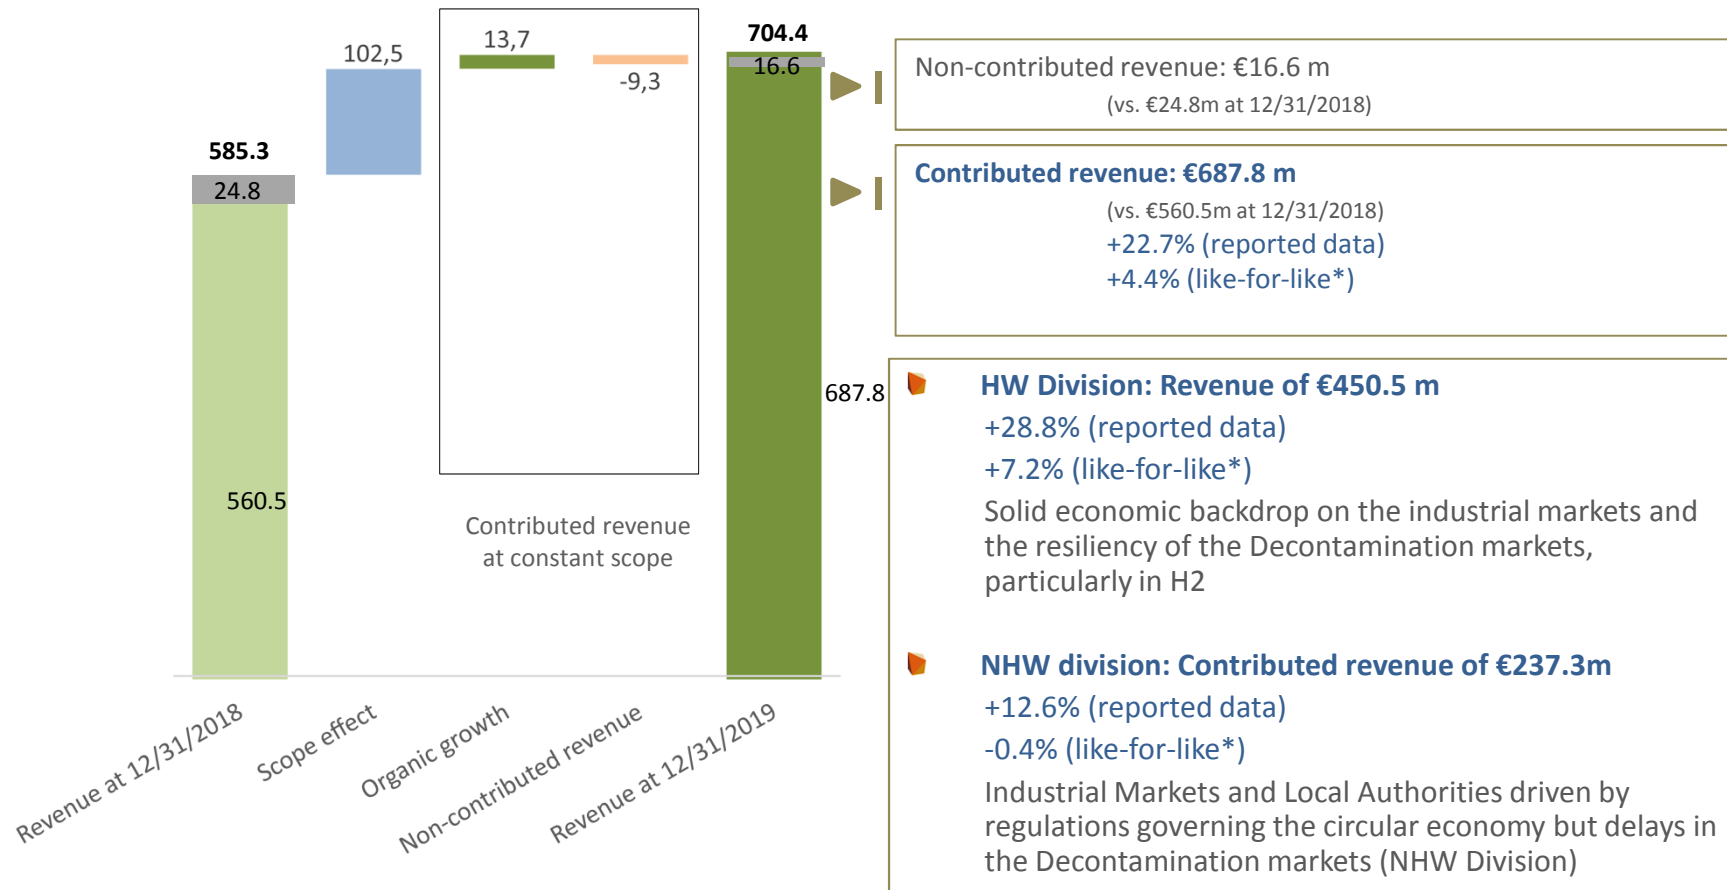 585.3
24.8
560.5
102,5
13,7
-9,3
Contributed revenue
at constant scope
704.4
16.6
687.8
Revenue at 12/31/2018
Scope effect
Organic growth
Non-contributed revenue
Revenue at 12/31/2019
Non-contributed revenue: €16.6 m
(vs. €24.8m at 12/31/2018)
Contributed revenue: €687.8 m
(vs. €560.5m at 12/31/2018)
+22.7% (reported data)
+4.4% (like-for-like*)
HW Division: Revenue of €450.5 m
+28.8% (reported data)
+7.2% (like-for-like*)
Solid economic backdrop on the industrial markets and
the resiliency of the Decontamination markets,
particularly in H2
NHW division: Contributed revenue of €237.3m
+12.6% (reported data)
-0.4% (like-for-like*)
Industrial Markets and Local Authorities driven by
regulations governing the circular economy but delays in
the Decontamination markets (NHW Division)